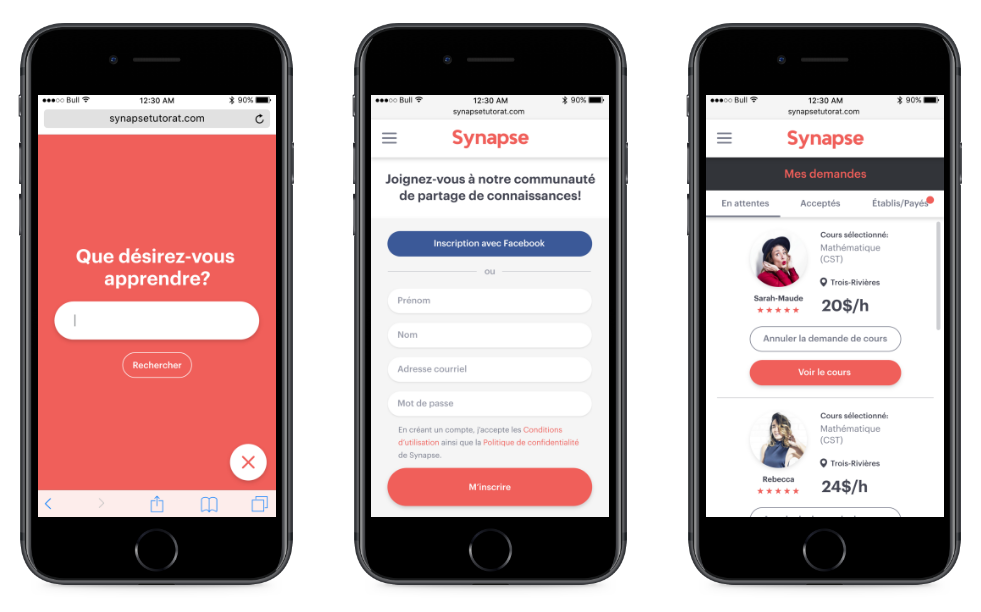 ●●●○○ Bull 12:30 AM 90%
synapsetutorat.com
Que désirez-vous
apprendre?
Rechercher
●●●○○ Bull 12:30 AM 90%
synapsetutorat.com
Synapse
Joignez-vous à notre communauté
de partage de connaissances!
Inscription avec Facebook
ou
Prénom
Nom
Adresse courriel
Mot de passe
En créant un compte, j'accepte les Conditions
d'utilisation ainsi que la Politique de confidentialité
de Synapse.
M'inscrire
●●●○○ Bull 12:30 AM 90%
synapsetutorat.com
Synapse
Mes demandes
En attentes Acceptés Établis/Payés
Cours sélectionné:
Mathématique
(CST)
Trois-Rivières
Sarah-Maude
★★★★★
20$/h
Annuler la demande de cours
Voir le cours
Cours sélectionné:
Mathématique
(CST)
Trois-Rivières
Rebecca
★★★★★
24$/h